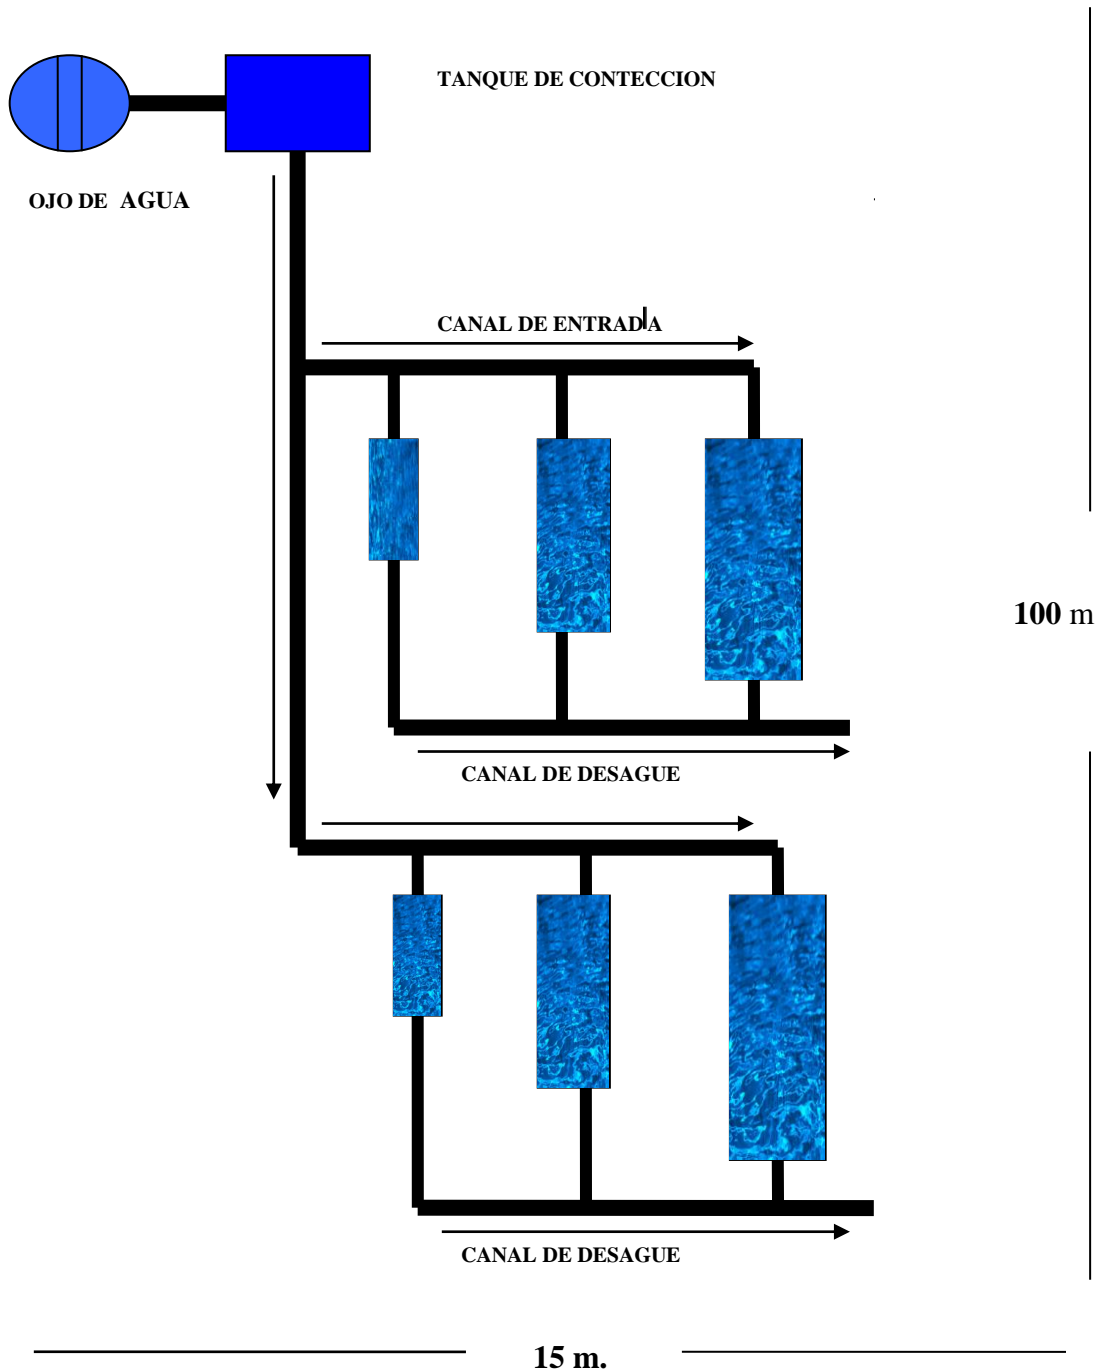 TANQUE DE CONTECCION
OJO DE AGUA
CANAL DE ENTRADA
100 m
CANAL DE DESAGUE
CANAL DE DESAGUE
15 m.